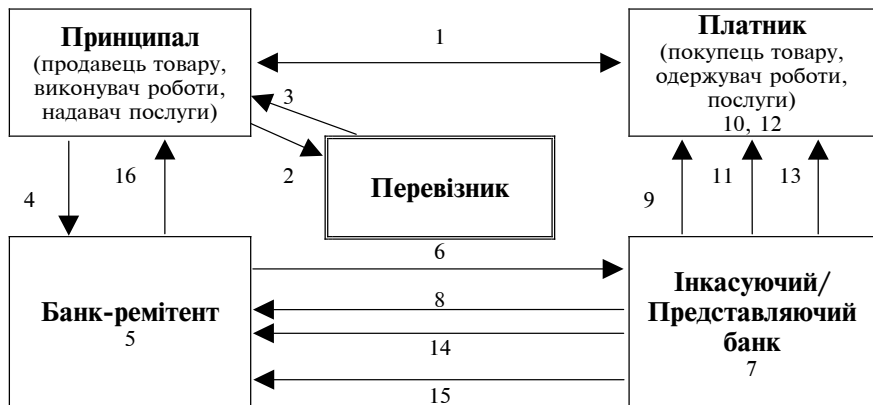 Принципал
(продавець товару,
виконувач роботи,
надавач послуги)
1
Платник
(покупець товару,
одержувач роботи,
послуги)
10, 12
3
2
Перевізник
4
16
9
11
13
6
Банк-ремітент
5
8
14
15
Інкасуючий/
Представляючий
банк
7